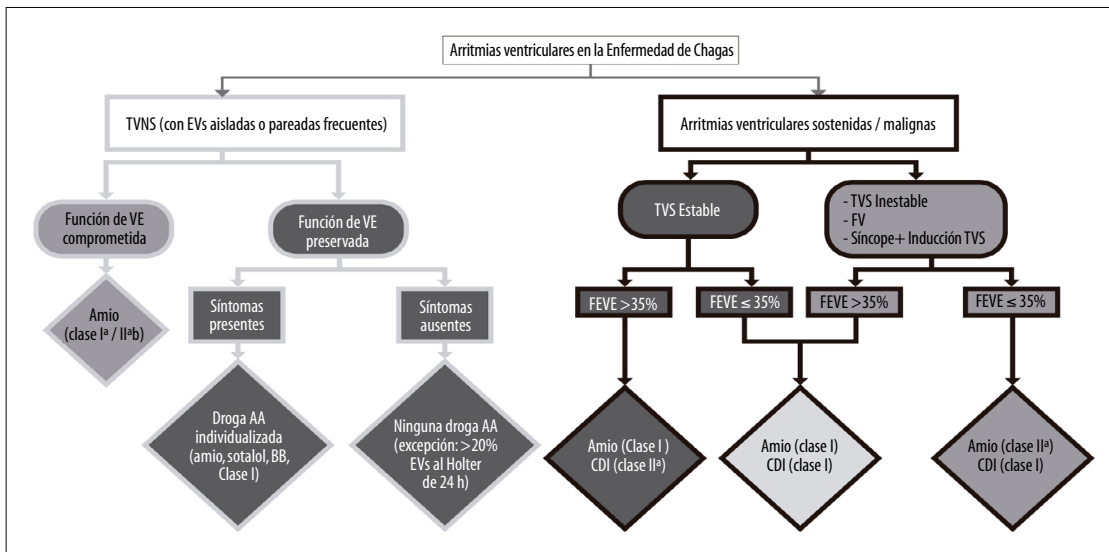 Arritmias ventriculares en la Enfermedad de Chagas
TVNS (con EVs aisladas o pareadas frecuentes)
Arritmias ventriculares sostenidas / malignas
Función de VE
comprometida
Función de VE
preservada
TVS Estable
- TVS Inestable
- FV
- Síncope+ Inducción TVS
Amio
(clase Iª / IIªb)
Síntomas
presentes
Síntomas
ausentes
FEVE >35%
FEVE ≤ 35%
FEVE >35%
FEVE ≤ 35%
Droga AA
individualizada
(amio, sotalol, BB,
Clase I)
Ninguna droga AA
(excepción: >20%
EVs al Holter
de 24 h)
Amio (Clase I )
CDI (clase IIª)
Amio (clase I)
CDI (clase I)
Amio (clase IIª)
CDI (clase I)